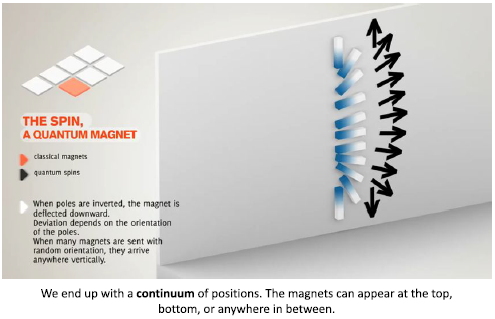 THE SPIN,
A QUANTUM MAGNET
classical magnets
quantum spins
When poles are inverted, the magnet is
deflected downward.
Deviation depends on the orientation
of the poles.
When many magnets are sent with
random orientation, they arrive
anywhere vertically.
We end up with a continuum of positions. The magnets can appear at the top,
bottom, or anywhere in between.